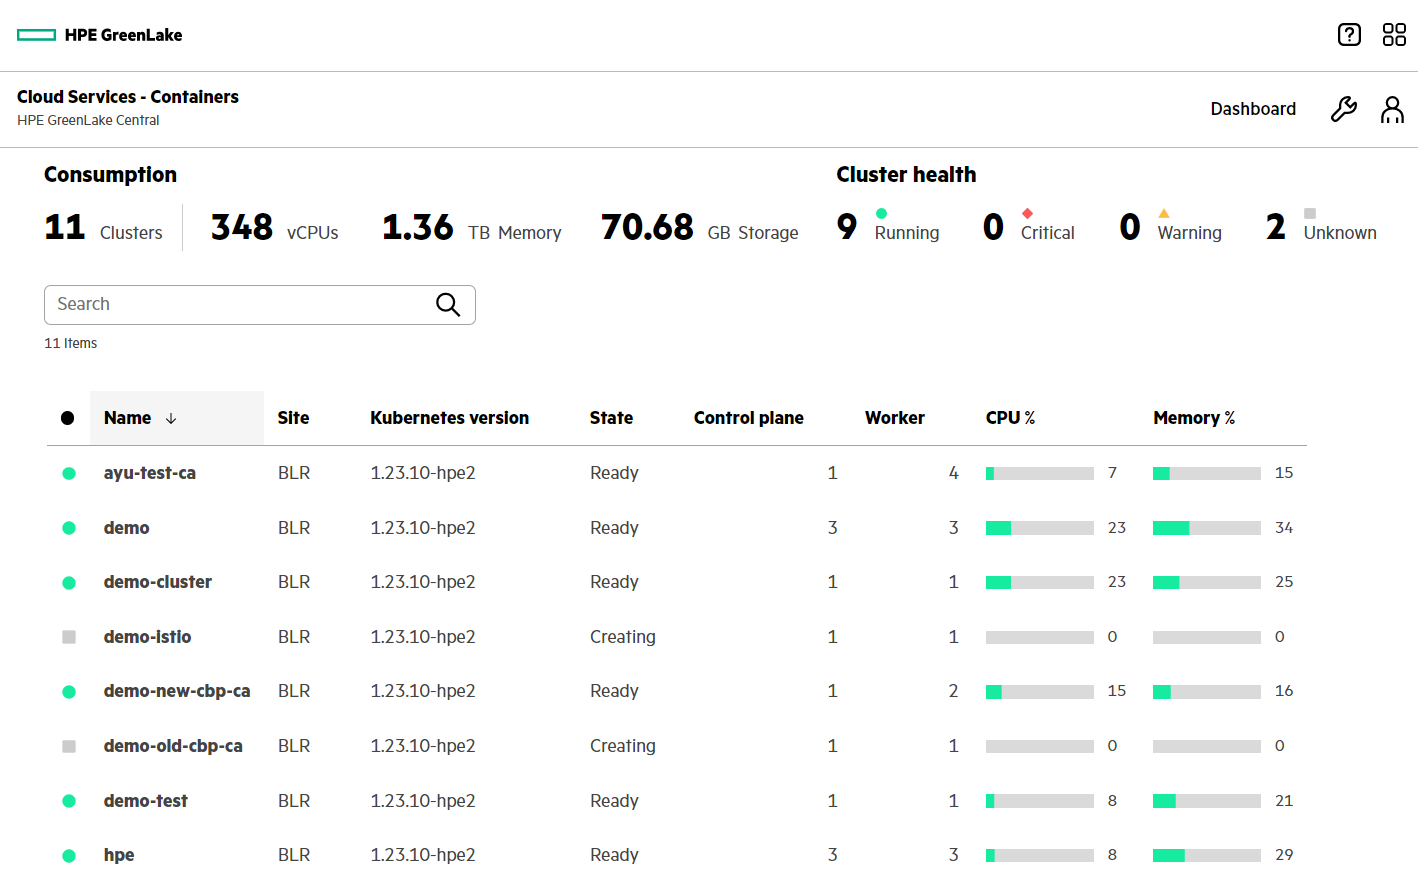 HPE GreenLake
Cloud Services - Containers
HPE GreenLake Central
Dashboard
Consumption
Cluster health
11 Clusters 348 vCPUs 1.36 TB Memory 70.68 GB Storage 9 Running 0 Critical 0 Warning 2 Unknown
Search
11 Items
Name ↓ Site Kubernetes version State Control plane Worker CPU % Memory %
ayu-test-ca BLR 1.23.10-hpe2 Ready 1 4 7 15
demo BLR 1.23.10-hpe2 Ready 3 3 23 34
demo-cluster BLR 1.23.10-hpe2 Ready 1 1 23 25
demo-istio BLR 1.23.10-hpe2 Creating 1 1 0 0
demo-new-cbp-ca BLR 1.23.10-hpe2 Ready 1 2 15 16
demo-old-cbp-ca BLR 1.23.10-hpe2 Creating 1 1 0 0
demo-test BLR 1.23.10-hpe2 Ready 1 1 8 21
hpe BLR 1.23.10-hpe2 Ready 3 3 8 29